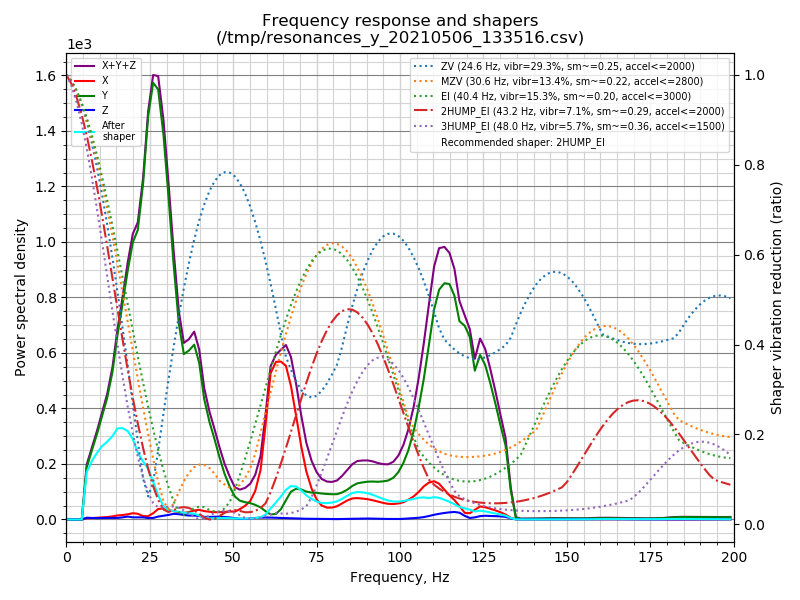 Frequency response and shapers
(/tmp/resonances_y_20210506_133516.csv)
1e3
X+Y+Z
X
Y
Z
After
shaper
ZV (24.6 Hz, vibr=29.3%, sm~=0.25, accel<=2000)
MZV (30.6 Hz, vibr=13.4%, sm~=0.22, accel<=2800)
EI (40.4 Hz, vibr=15.3%, sm~=0.20, accel<=3000)
2HUMP_EI (43.2 Hz, vibr=7.1%, sm~=0.29, accel<=2000)
3HUMP_EI (48.0 Hz, vibr=5.7%, sm~=0.36, accel<=1500)
Recommended shaper: 2HUMP_EI
Power spectral density
1.6
1.4
1.2
1.0
0.8
0.6
0.4
0.2
0.0
1.0
0.8
0.6
0.4
0.2
0.0
Shaper vibration reduction (ratio)
0 25 50 75 100 125 150 175 200
Frequency, Hz